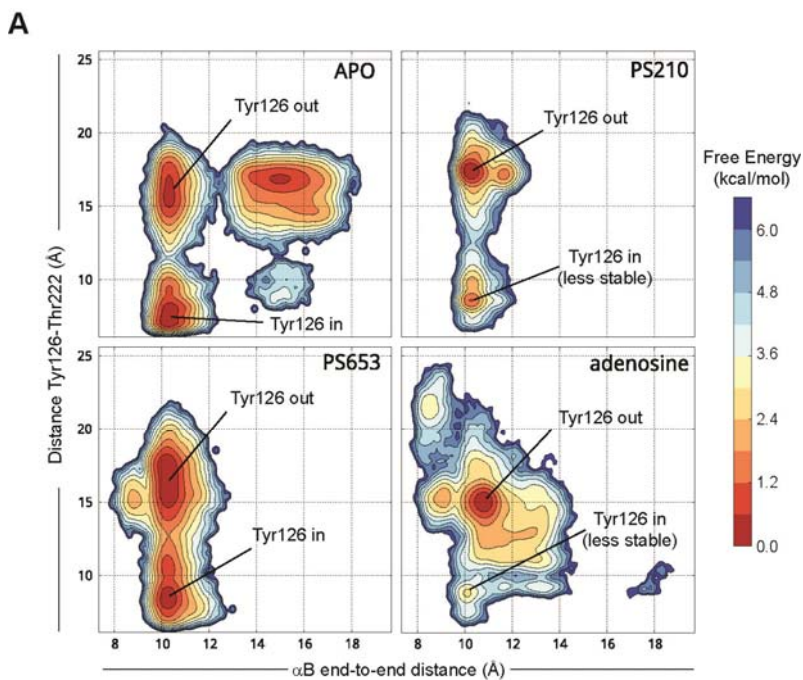 A
APO
Tyr126 out
Tyr126 in
PS210
Tyr126 out
Tyr126 in
(less stable)
PS653
Tyr126 out
Tyr126 in
adenosine
Tyr126 out
Tyr126 in
(less stable)
Distance Tyr126-Thr222 (Å)
25
20
15
10
25
20
15
10
8
10
12
14
16
18
8
10
12
14
16
18
αB end-to-end distance (Å)
Free Energy
(kcal/mol)
6.0
4.8
3.6
2.4
1.2
0.0